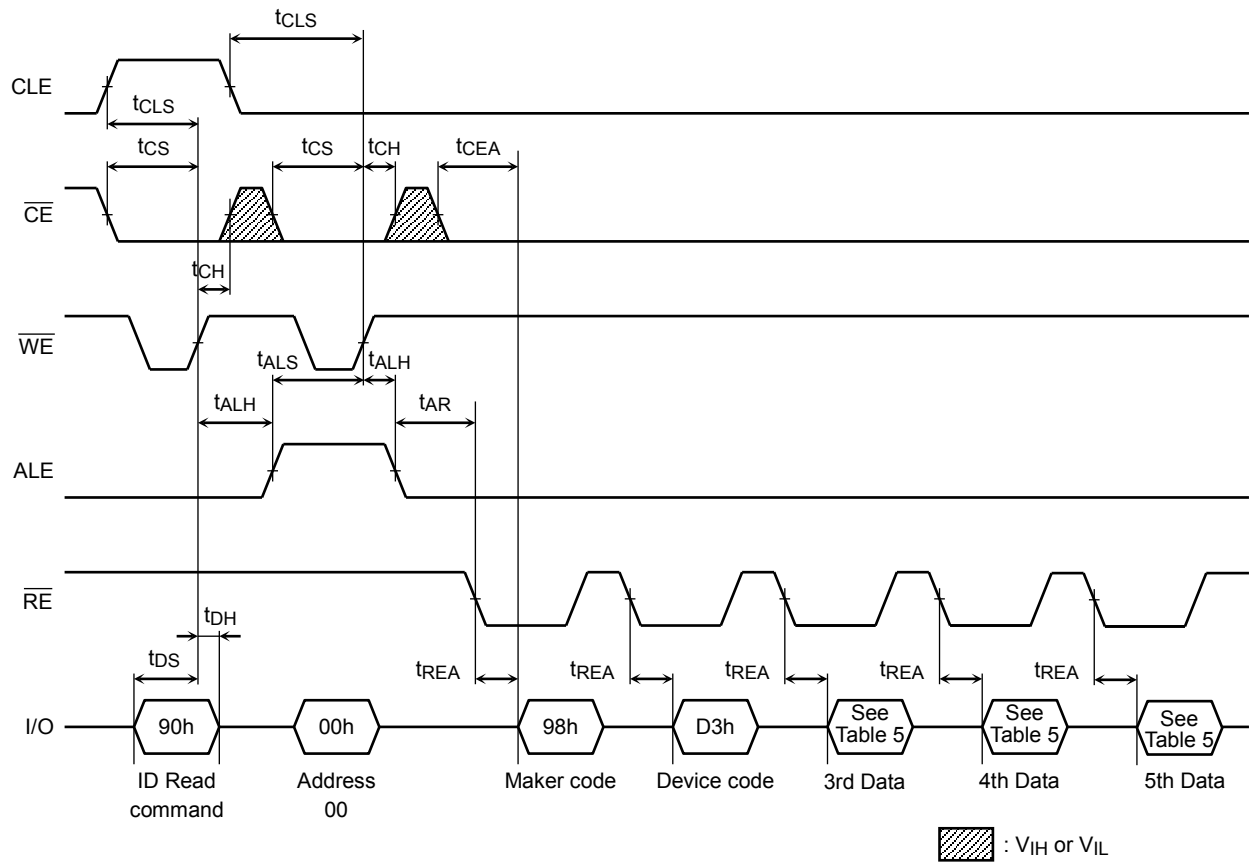 tCLS
CLE
tCLS
tCS tCS tCH tCEA
CE
tCH
WE
tALS tALH
tALH tAR
ALE
RE
tDH
tDS tREA tREA tREA tREA tREA
I/O 90h 00h 98h D3h See Table 5 See Table 5 See Table 5
ID Read command Address 00 Maker code Device code 3rd Data 4th Data 5th Data
: VIH or VIL